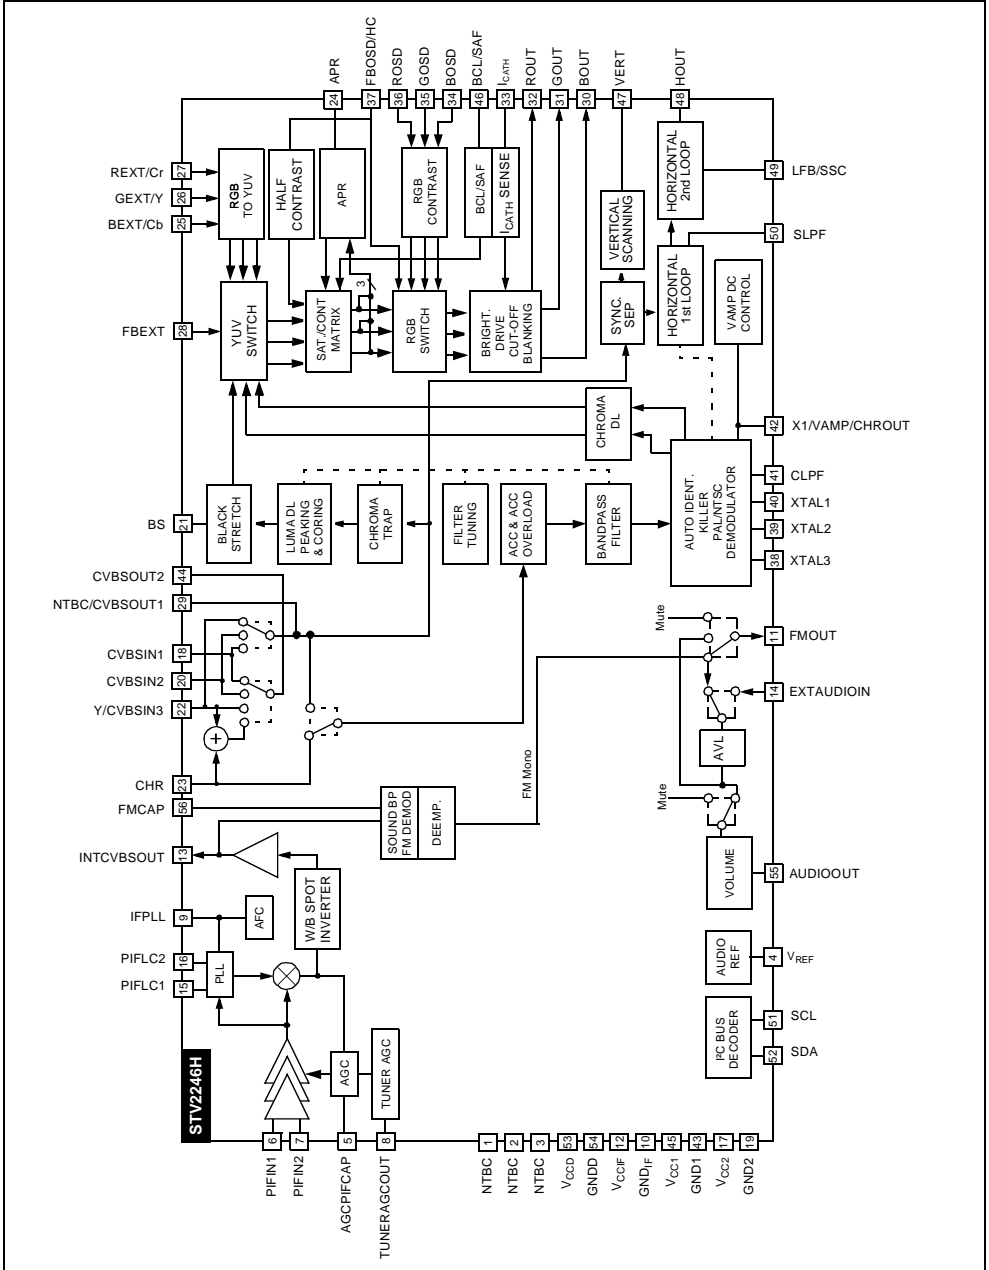 APR
FBOSD/HC
ROSD
GOSD
BOSD
BCL/SAF
ICATH
ROUT
GOUT
BOUT
VERT
HOUT
24
37
36
35
34
46
33
32
31
30
47
48
REXT/Cr
27
GEXT/Y
26
BEXT/Cb
25
RGB
TO YUV
HALF
CONTRAST
APR
RGB
CONTRAST
BCL/SAF
ICATH SENSE
VERTICAL
SCANNING
HORIZONTAL
2nd LOOP
49
LFB/SSC
50
SLPF
FBEXT
28
YUV
SWITCH
SAT./CONT
MATRIX
3
RGB
SWITCH
BRIGHT.
DRIVE
CUT-OFF
BLANKING
SYNC.
SEP
HORIZONTAL
1st LOOP
VAMP DC
CONTROL
CHROMA
DL
42
X1/VAMP/CHROUT
BS
21
BLACK
STRETCH
LUMA DL
PEAKING
& CORING
CHROMA
TRAP
FILTER
TUNING
ACC & ACC
OVERLOAD
BANDPASS
FILTER
AUTO IDENT.
KILLER
PAL/NTSC
DEMODULATOR
41
CLPF
40
XTAL1
39
XTAL2
38
XTAL3
CVBSOUT2
44
NTBC/CVBSOUT1
29
CVBSIN1
18
CVBSIN2
20
Y/CVBSIN3
22
+
CHR
23
FMCAP
56
Mute
11
FMOUT
14
EXTAUDIOIN
AVL
FM Mono
Mute
SOUND BP
FM DEMOD
DEEMP.
INTCVBSOUT
13
VOLUME
55
AUDIOOUT
IFPLL
9
AFC
W/B SPOT
INVERTER
PIFLC2
16
PIFLC1
15
PLL
AUDIO
REF
4
VREF
I²C BUS
DECODER
51
SCL
52
SDA
STV2246H
AGC
TUNER AGC
6
7
5
8
1
2
3
53
54
12
10
45
43
17
19
PIFIN1
PIFIN2
AGCPIFCAP
TUNERAGCOUT
NTBC
NTBC
NTBC
VCCD
GNDD
VCCIF
GNDIF
VCC1
GND1
VCC2
GND2